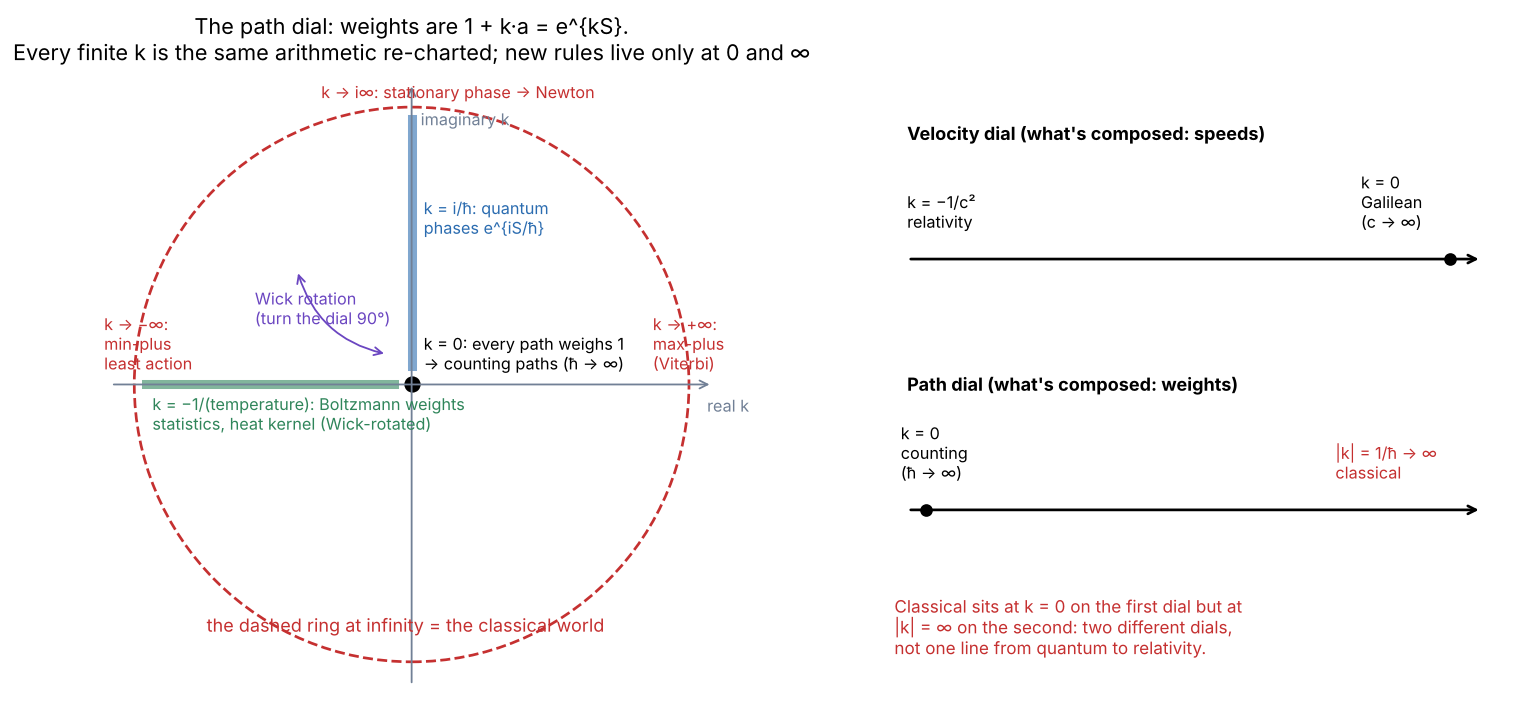 The path dial: weights are 1 + k·a = e^{kS}.
Every finite k is the same arithmetic re-charted; new rules live only at 0 and ∞
k → i∞: stationary phase → Newton
imaginary k
k = i/ħ: quantum
phases e^{iS/ħ}
Wick rotation
(turn the dial 90°)
k → −∞:
min-plus
least action
k = 0: every path weighs 1
→ counting paths (ħ → ∞)
k → +∞:
max-plus
(Viterbi)
real k
k = −1/(temperature): Boltzmann weights
statistics, heat kernel (Wick-rotated)
the dashed ring at infinity = the classical world
Velocity dial (what's composed: speeds)
k = −1/c²
relativity
k = 0
Galilean
(c → ∞)
Path dial (what's composed: weights)
k = 0
counting
(ħ → ∞)
|k| = 1/ħ → ∞
classical
Classical sits at k = 0 on the first dial but at
|k| = ∞ on the second: two different dials,
not one line from quantum to relativity.